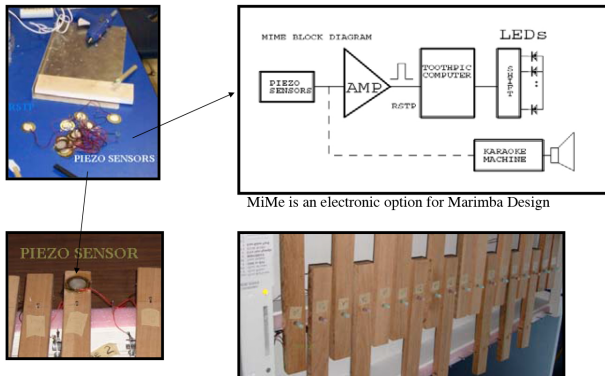 RSTP
PIEZO SENSORS
MIME BLOCK DIAGRAM
LEDs
PIEZO
SENSORS
AMP
RSTP
TOOTHPIC
COMPUTER
SHIFT
KARAOKE
MACHINE
MiMe is an electronic option for Marimba Design
PIEZO SENSOR
2